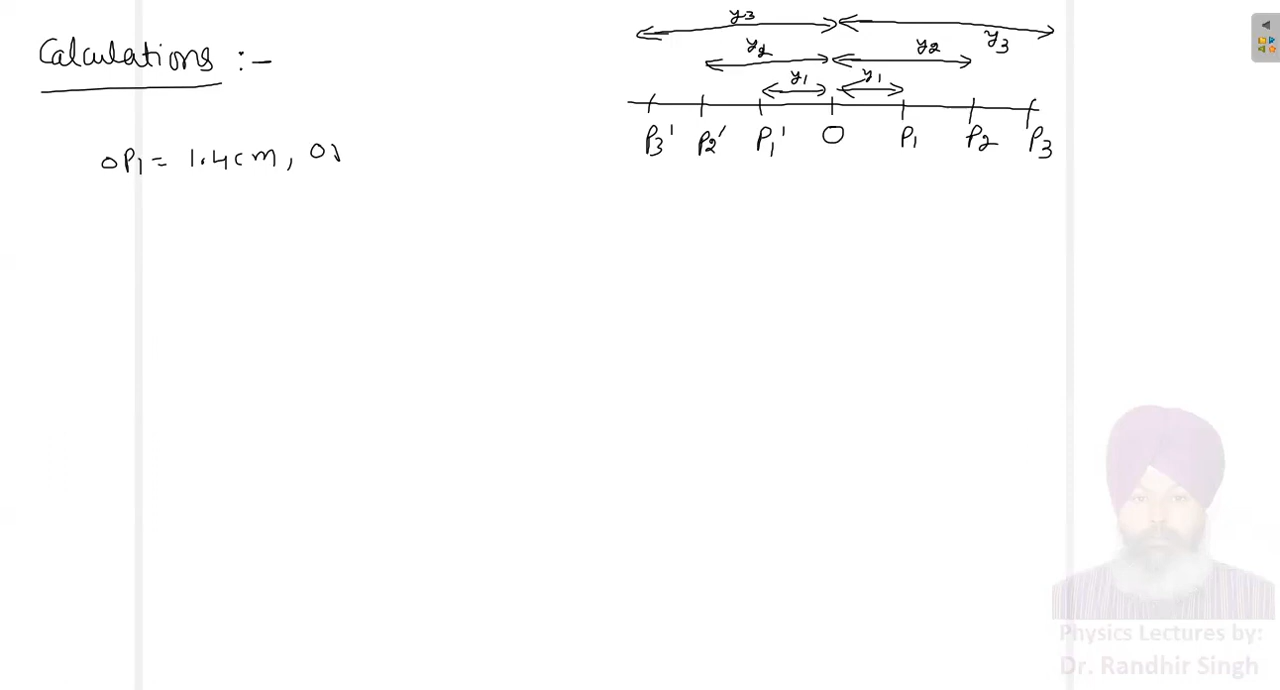 y3 y3
Calculations :-
y2 y2
y1 y1
P3' P2' P1' O P1 P2 P3
OP1 = 1.4cm, O
Physics Lectures by:
Dr. Randhir Singh